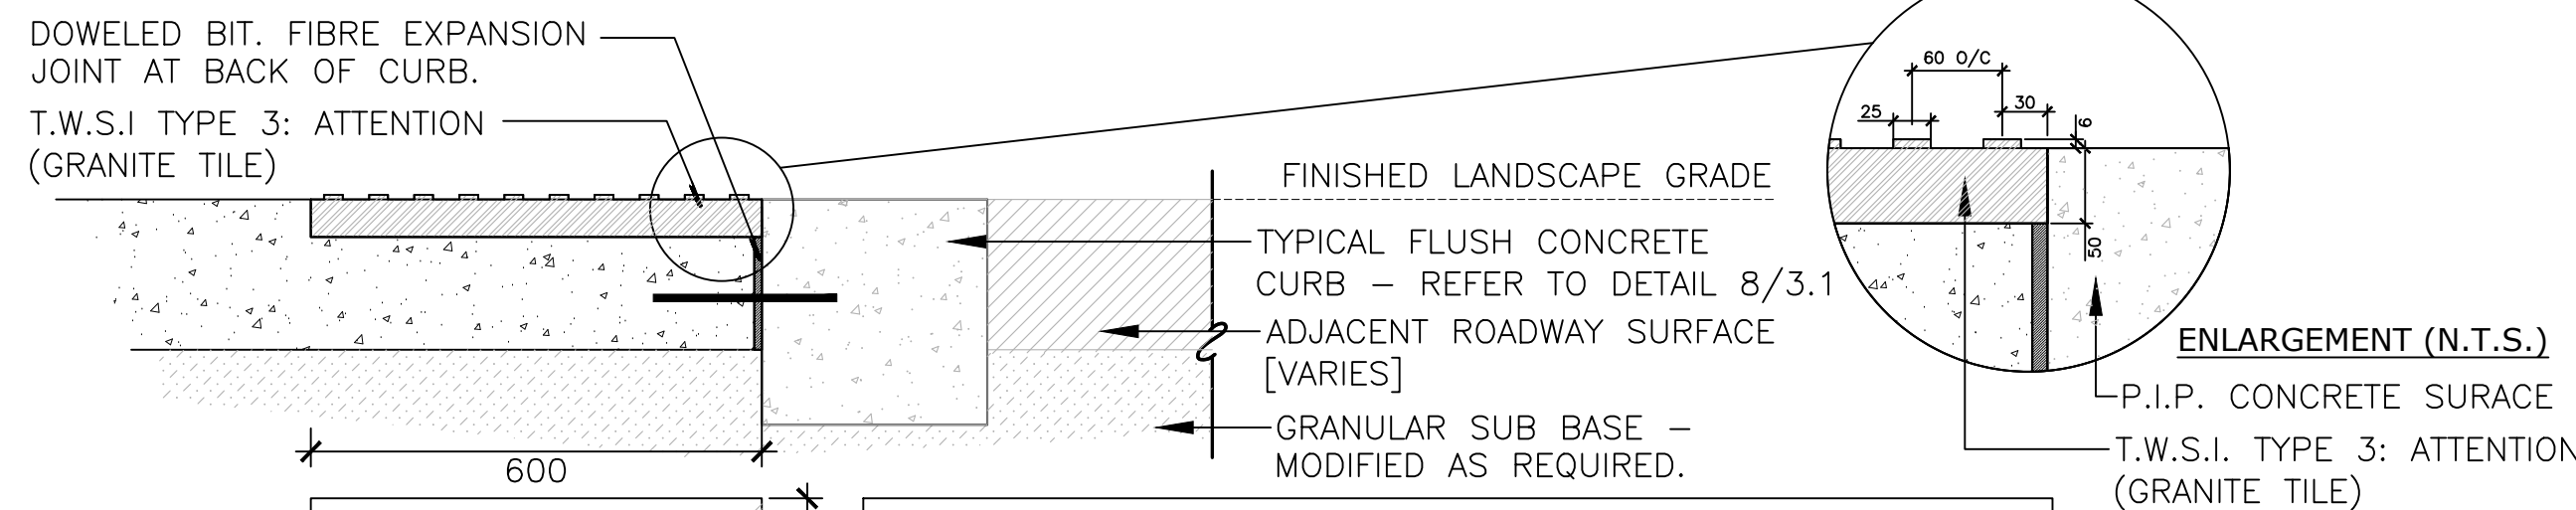 DOWELED BIT. FIBRE EXPANSION
JOINT AT BACK OF CURB.
T.W.S.I TYPE 3: ATTENTION
(GRANITE TILE)
600
FINISHED LANDSCAPE GRADE
TYPICAL FLUSH CONCRETE
CURB – REFER TO DETAIL 8/3.1
ADJACENT ROADWAY SURFACE
[VARIES]
GRANULAR SUB BASE –
MODIFIED AS REQUIRED.
60 O/C
25
30
6
50
ENLARGEMENT (N.T.S.)
P.I.P. CONCRETE SURACE
T.W.S.I. TYPE 3: ATTENTION
(GRANITE TILE)